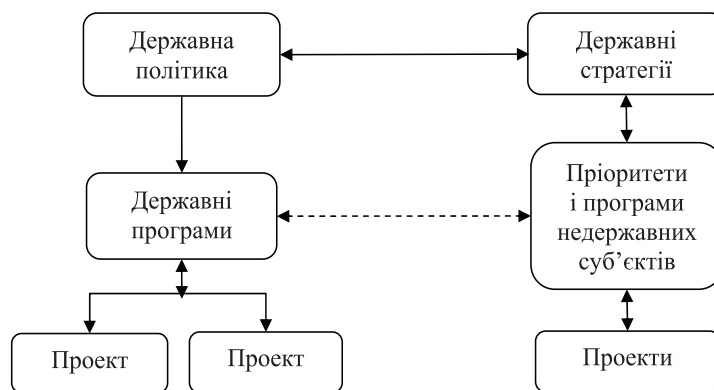 Державна
політика
Державні
стратегії
Державні
програми
Пріоритети
і програми
недержавних
суб’єктів
Проект
Проект
Проекти